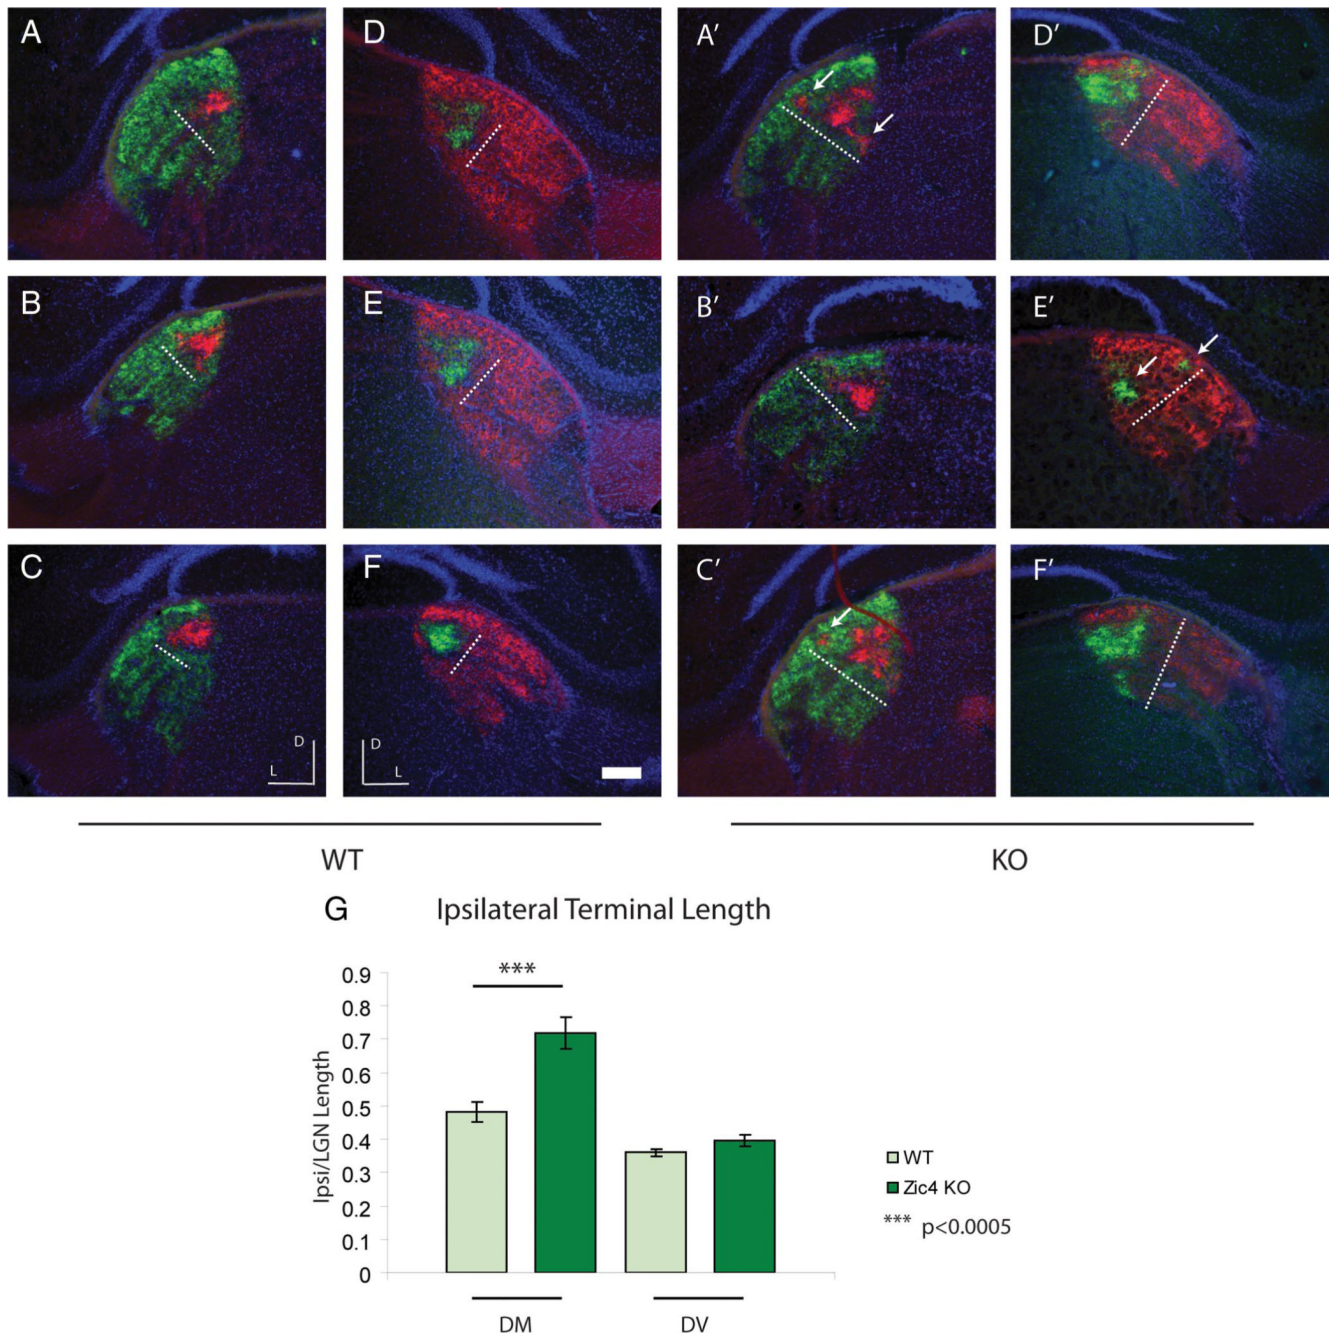 A D A′ D′
B E B′ E′
C F C′ F′
D
L
D
L
WT KO
G Ipsilateral Terminal Length
***
0.9
0.8
0.7
0.6
0.5
0.4
0.3
0.2
0.1
0
Ipsi/LGN Length
WT
Zic4 KO
*** p<0.0005
DM DV